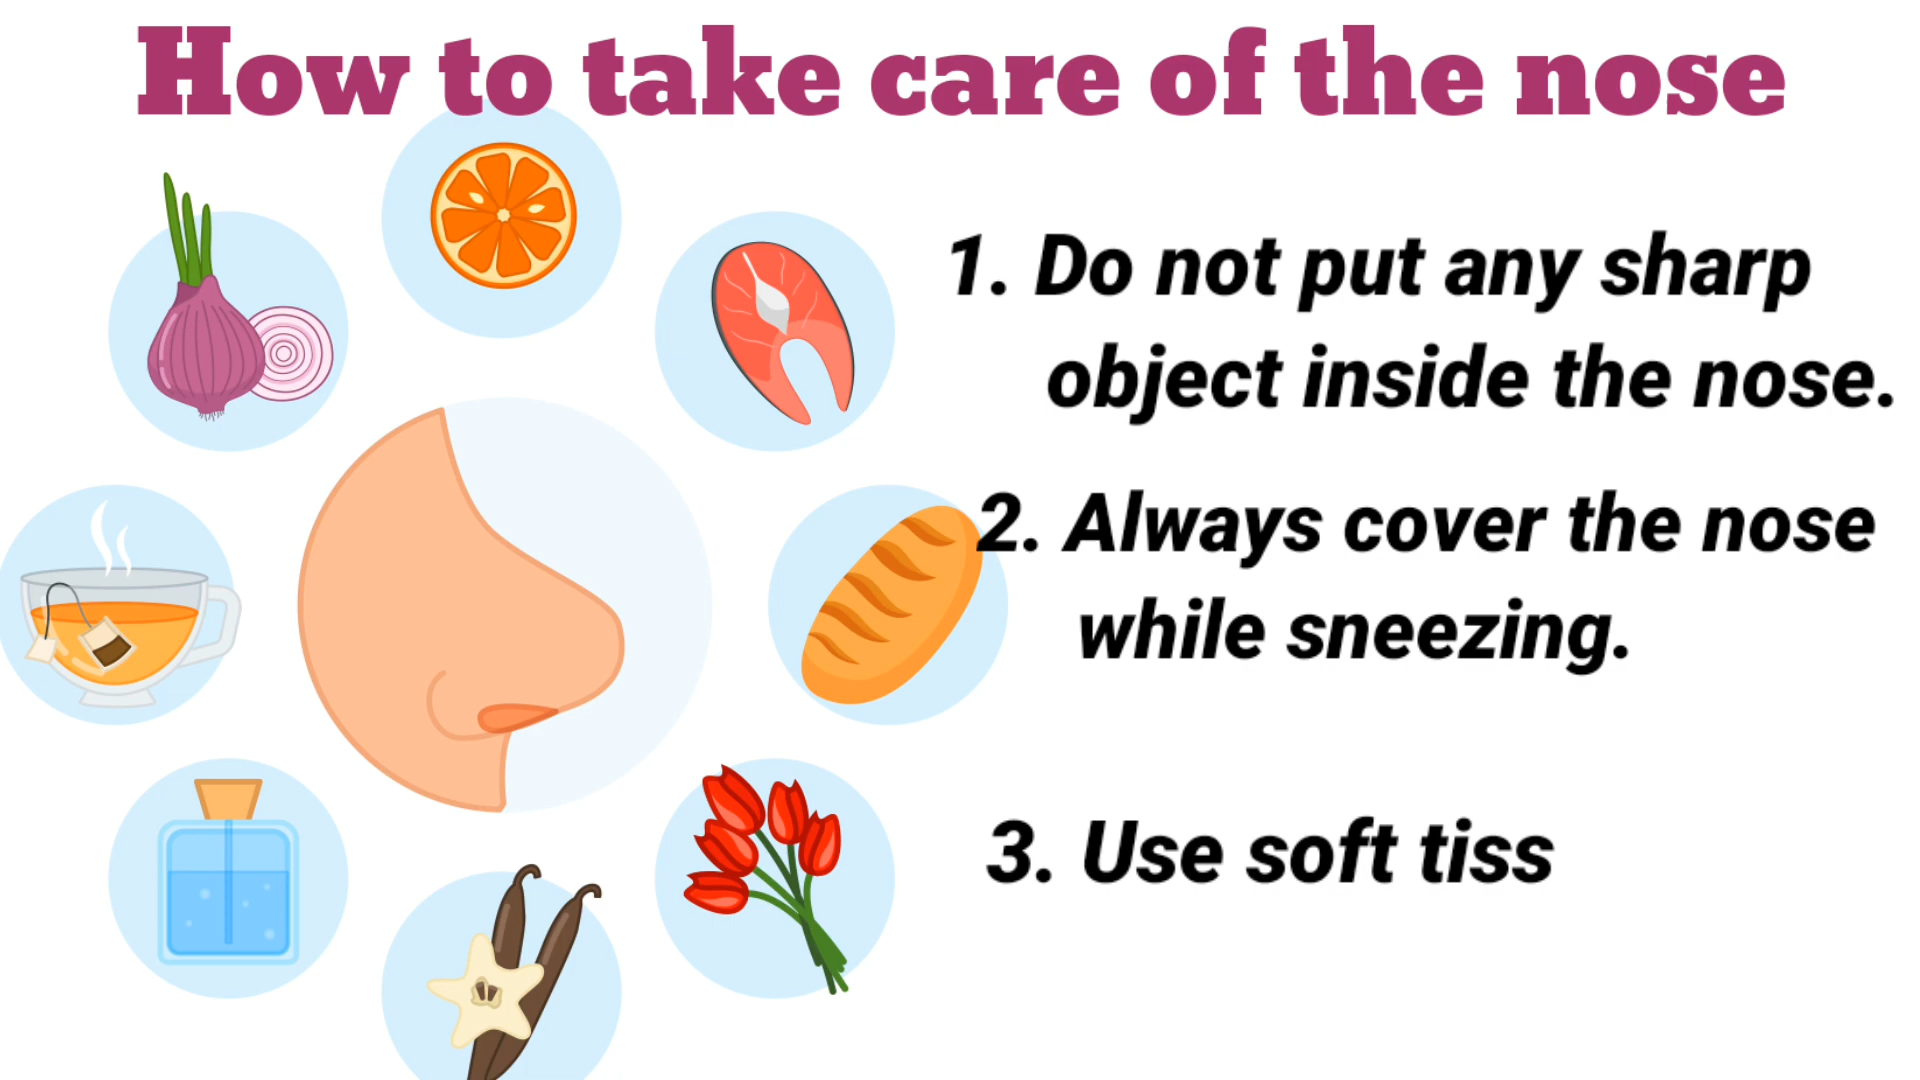 How to take care of the nose
1. Do not put any sharp
object inside the nose.
2. Always cover the nose
while sneezing.
3. Use soft tiss